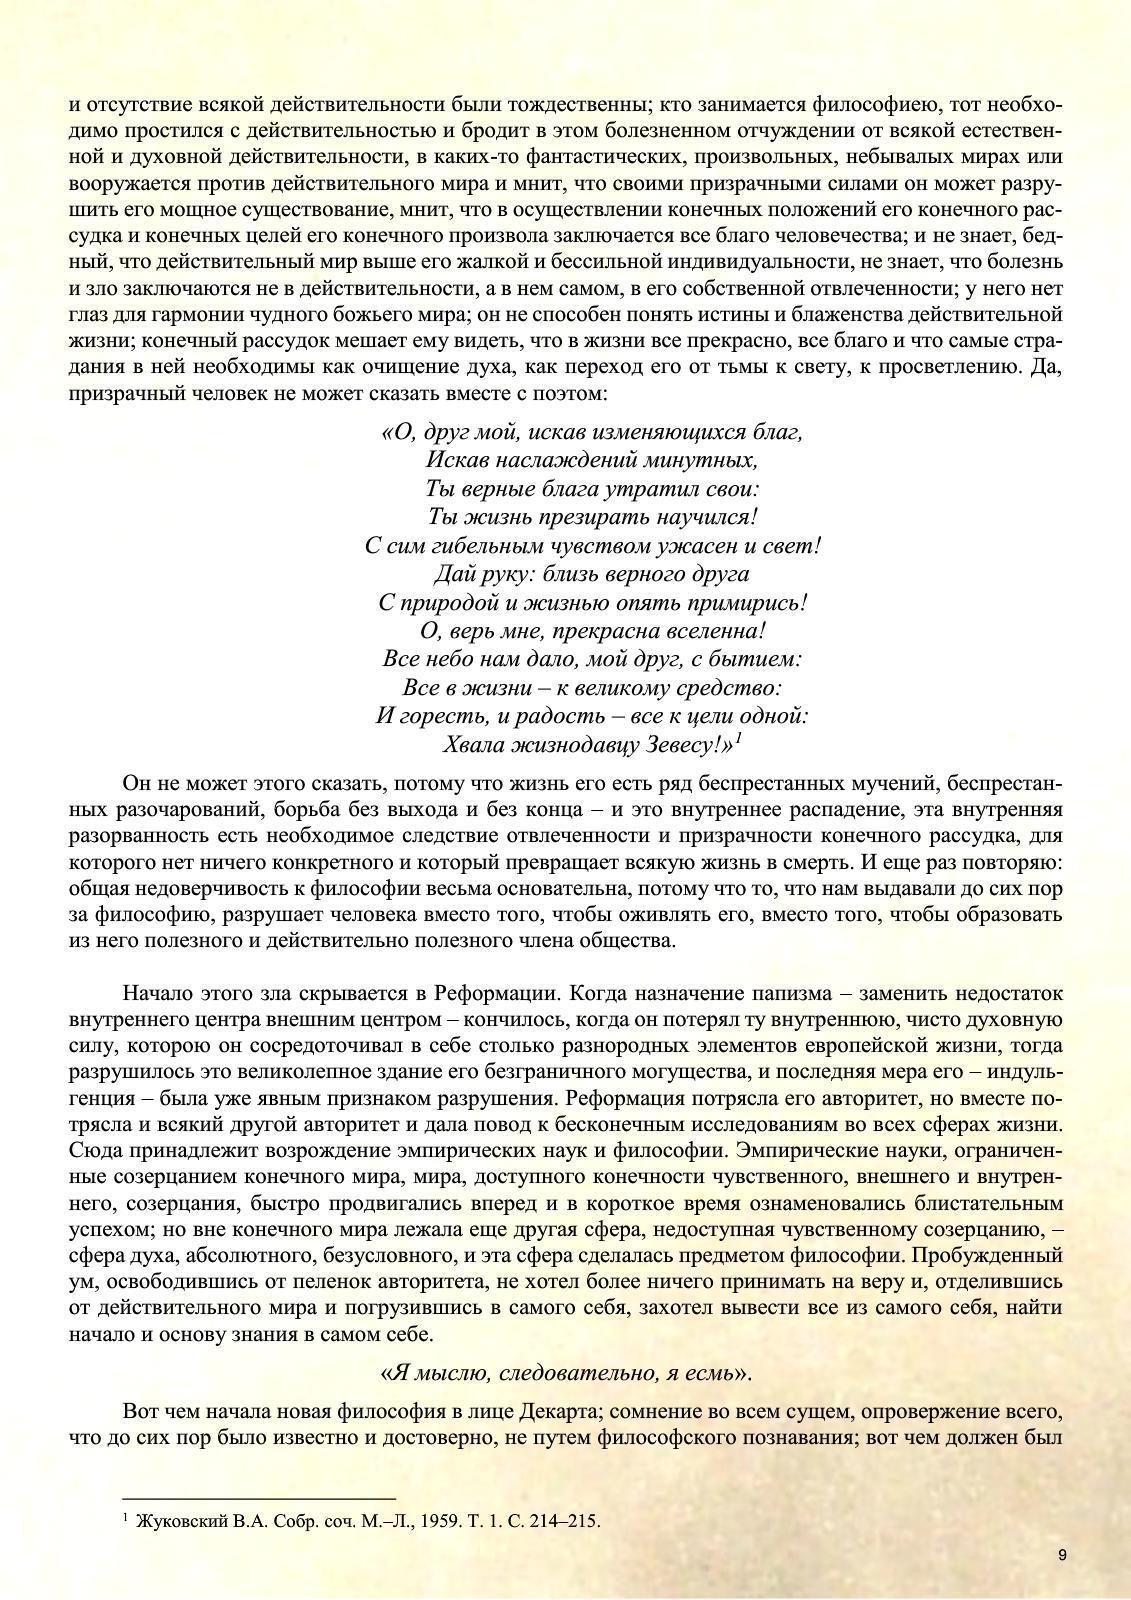 и отсутствие всякой действительности были тождественны; кто занимается философиею, тот необхо-
димо простился с действительностью и бродит в этом болезненном отчуждении от всякой естествен-
ной и духовной действительности, в каких-то фантастических, произвольных, небывалых мирах или
вооружается против действительного мира и мнит, что своими призрачными силами он может разру-
шить его мощное существование, мнит, что в осуществлении конечных положений его конечного рас-
судка и конечных целей его конечного произвола заключается все благо человечества; и не знает, бед-
ный, что действительный мир выше его жалкой и бессильной индивидуальности, не знает, что болезнь
и зло заключаются не в действительности, а в нем самом, в его собственной отвлеченности; у него нет
глаз для гармонии чудного божьего мира; он не способен понять истины и блаженства действительной
жизни; конечный рассудок мешает ему видеть, что в жизни все прекрасно, все благо и что самые стра-
дания в ней необходимы как очищение духа, как переход его от тьмы к свету, к просветлению. Да,
призрачный человек не может сказать вместе с поэтом:
«О, друг мой, искав изменяющихся благ,
Искав наслаждений минутных,
Ты верные блага утратил свои:
Ты жизнь презирать научился!
С сим гибельным чувством ужасен и свет!
Дай руку: близь верного друга
С природой и жизнью опять примирись!
О, верь мне, прекрасна вселенна!
Все небо нам дало, мой друг, с бытием:
Все в жизни – к великому средство:
И горесть, и радость – все к цели одной:
Хвала жизнодавцу Зевесу!»1
Он не может этого сказать, потому что жизнь его есть ряд беспрестанных мучений, беспрестан-
ных разочарований, борьба без выхода и без конца – и это внутреннее распадение, эта внутренняя
разорванность есть необходимое следствие отвлеченности и призрачности конечного рассудка, для
которого нет ничего конкретного и который превращает всякую жизнь в смерть. И еще раз повторяю:
общая недоверчивость к философии весьма основательна, потому что то, что нам выдавали до сих пор
за философию, разрушает человека вместо того, чтобы оживлять его, вместо того, чтобы образовать
из него полезного и действительно полезного члена общества.
Начало этого зла скрывается в Реформации. Когда назначение папизма – заменить недостаток
внутреннего центра внешним центром – кончилось, когда он потерял ту внутреннюю, чисто духовную
силу, которою он сосредоточивал в себе столько разнородных элементов европейской жизни, тогда
разрушилось это великолепное здание его безграничного могущества, и последняя мера его – индуль-
генция – была уже явным признаком разрушения. Реформация потрясла его авторитет, но вместе по-
трясла и всякий другой авторитет и дала повод к бесконечным исследованиям во всех сферах жизни.
Сюда принадлежит возрождение эмпирических наук и философии. Эмпирические науки, ограничен-
ные созерцанием конечного мира, мира, доступного конечности чувственного, внешнего и внутрен-
него, созерцания, быстро продвигались вперед и в короткое время ознаменовались блистательным
успехом; но вне конечного мира лежала еще другая сфера, недоступная чувственному созерцанию, –
сфера духа, абсолютного, безусловного, и эта сфера сделалась предметом философии. Пробужденный
ум, освободившись от пеленок авторитета, не хотел более ничего принимать на веру и, отделившись
от действительного мира и погрузившись в самого себя, захотел вывести все из самого себя, найти
начало и основу знания в самом себе.
«Я мыслю, следовательно, я есмь».
Вот чем начала новая философия в лице Декарта; сомнение во всем сущем, опровержение всего,
что до сих пор было известно и достоверно, не путем философского познавания; вот чем должен был
1 Жуковский В.А. Собр. соч. М.–Л., 1959. Т. 1. С. 214–215.
9